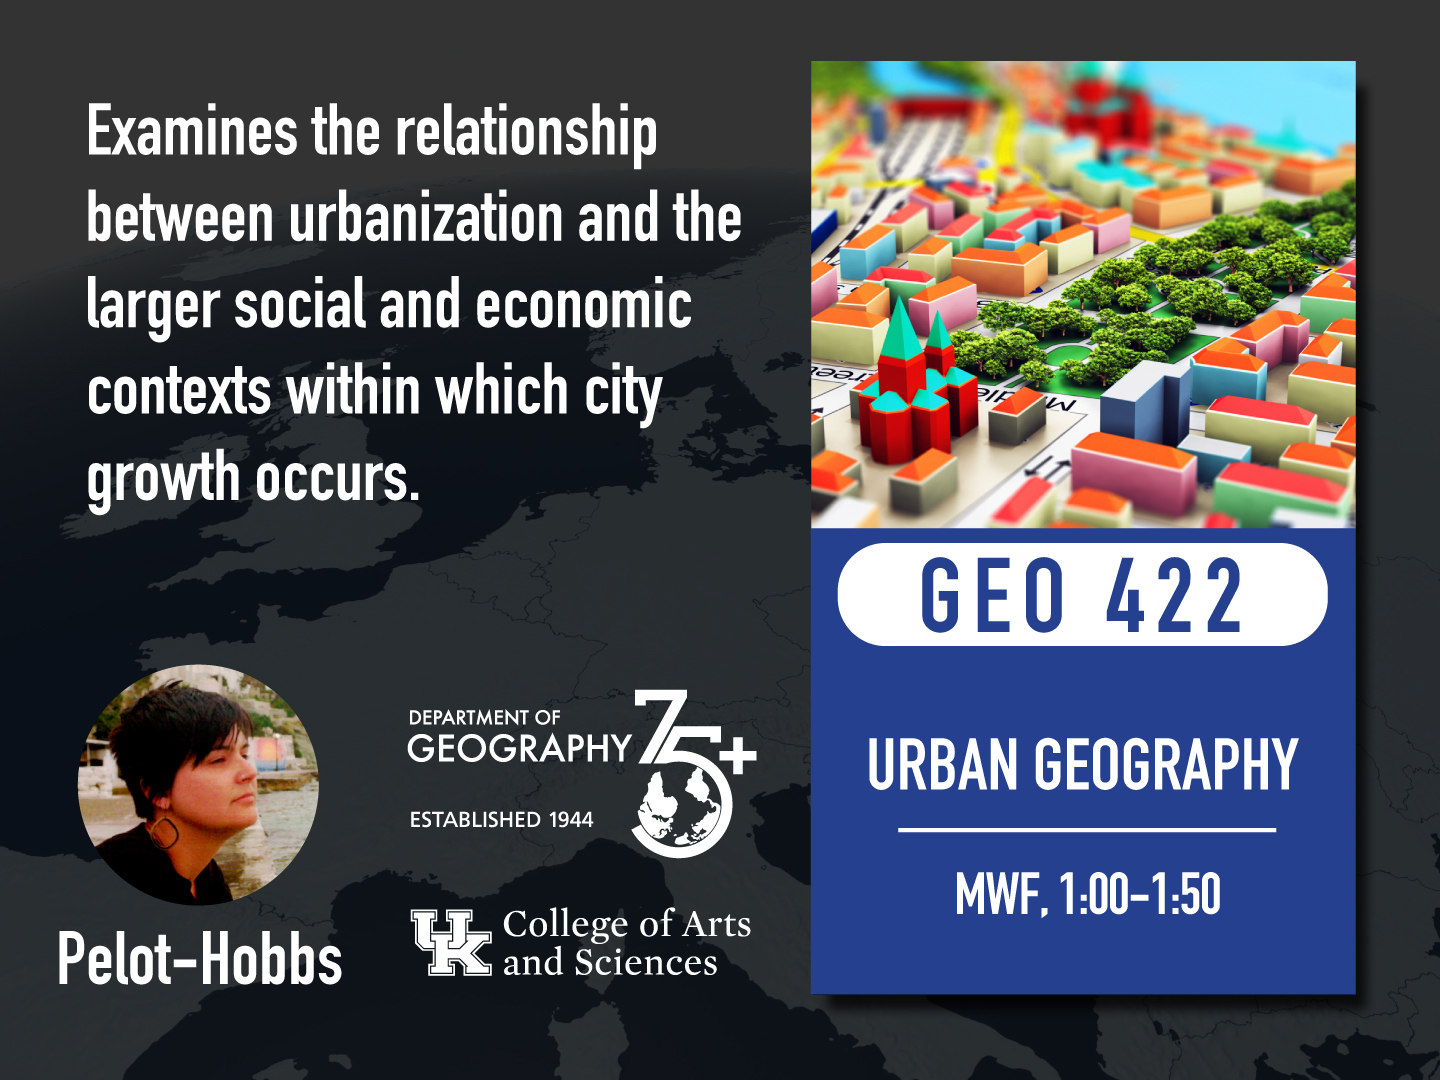 Examines the relationship
between urbanization and the
larger social and economic
contexts within which city
growth occurs.
Pelot-Hobbs
DEPARTMENT OF
GEOGRAPHY
75+
ESTABLISHED 1944
UK
College of Arts
and Sciences
GEO 422
URBAN GEOGRAPHY
MWF, 1:00-1:50